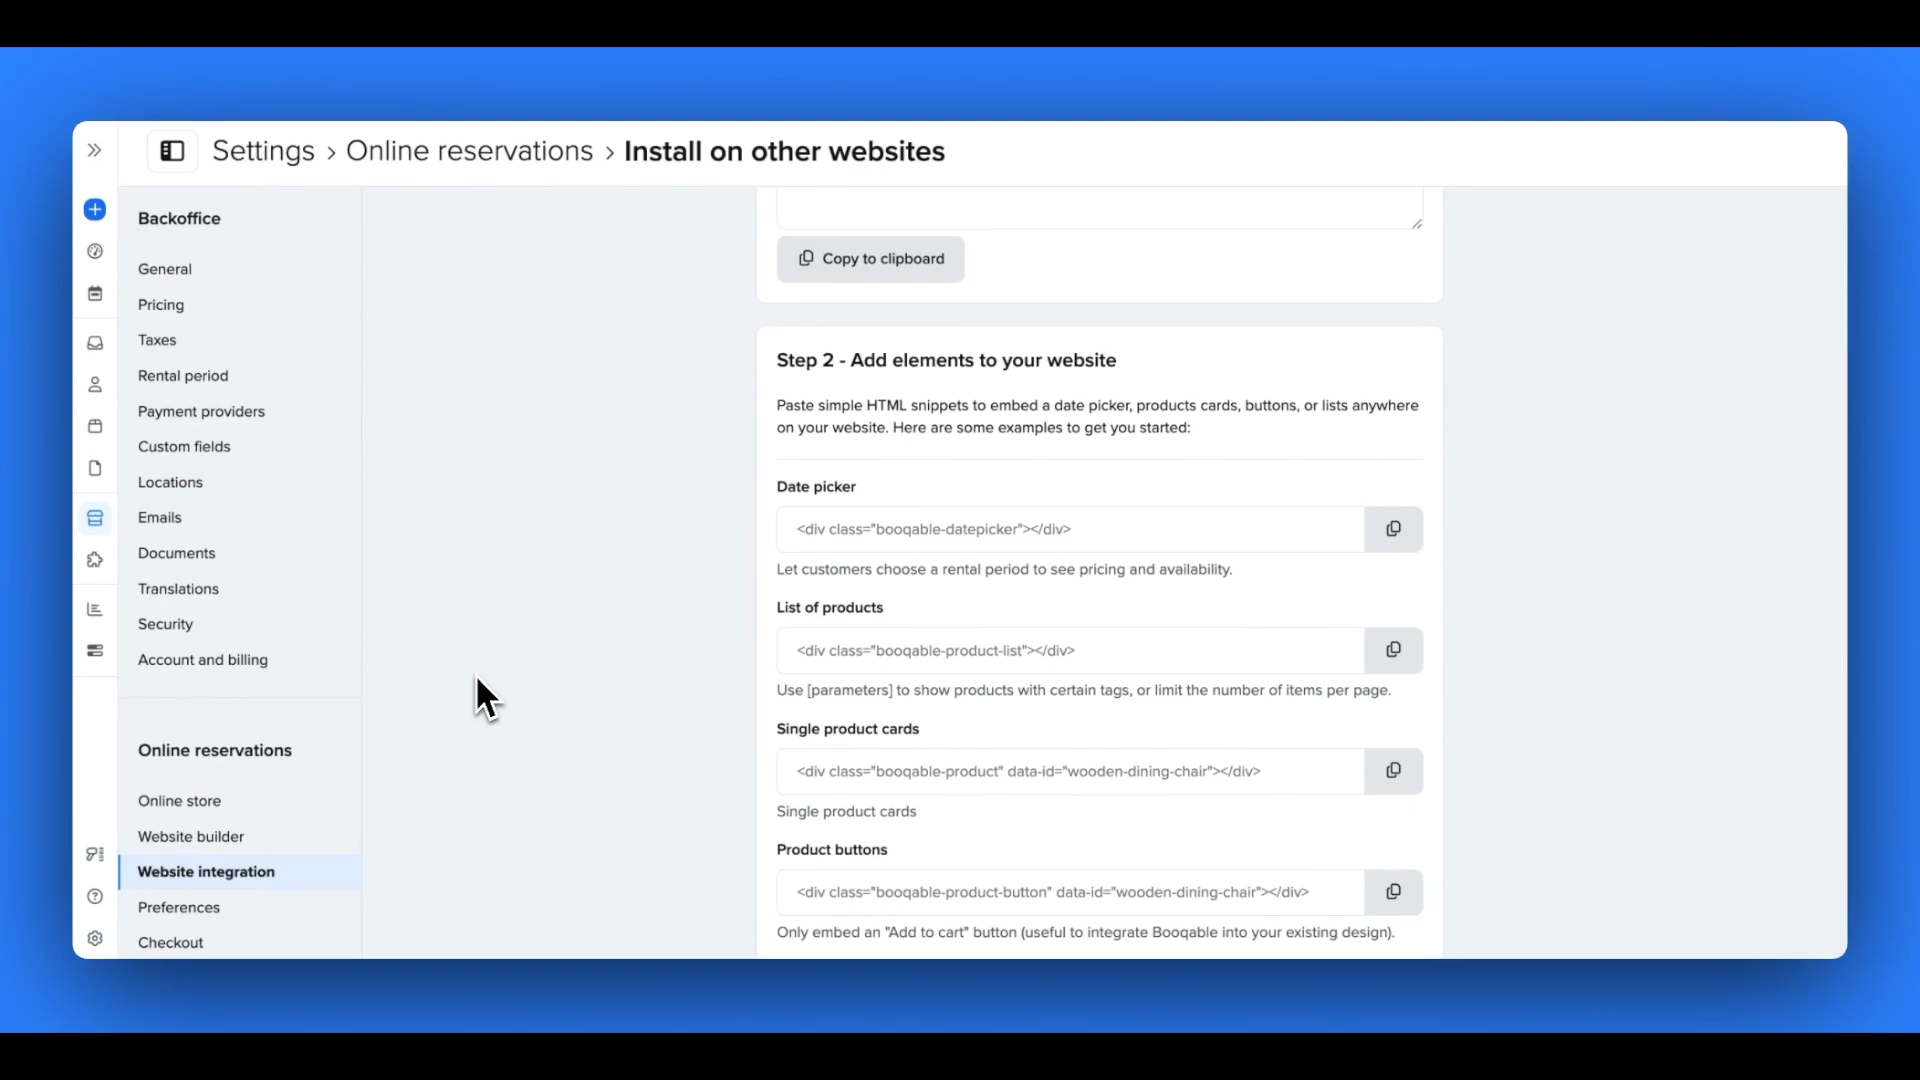 Settings › Online reservations › Install on other websites
Backoffice
General
Pricing
Taxes
Rental period
Payment providers
Custom fields
Locations
Emails
Documents
Translations
Security
Account and billing
Online reservations
Online store
Website builder
Website integration
Preferences
Checkout
Copy to clipboard
Step 2 - Add elements to your website
Paste simple HTML snippets to embed a date picker, products cards, buttons, or lists anywhere
on your website. Here are some examples to get you started:
Date picker
<div class="booqable-datepicker"></div>
Let customers choose a rental period to see pricing and availability.
List of products
<div class="booqable-product-list"></div>
Use [parameters] to show products with certain tags, or limit the number of items per page.
Single product cards
<div class="booqable-product" data-id="wooden-dining-chair"></div>
Single product cards
Product buttons
<div class="booqable-product-button" data-id="wooden-dining-chair"></div>
Only embed an "Add to cart" button (useful to integrate Booqable into your existing design).